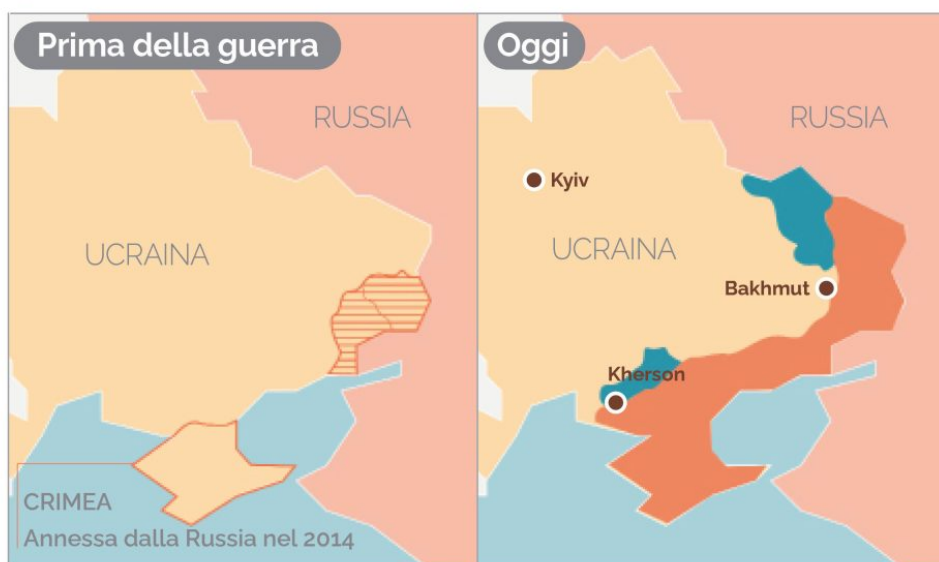 Prima della guerra
RUSSIA
UCRAINA
CRIMEA
Annessa dalla Russia nel 2014
Oggi
RUSSIA
Kyiv
UCRAINA
Bakhmut
Kherson